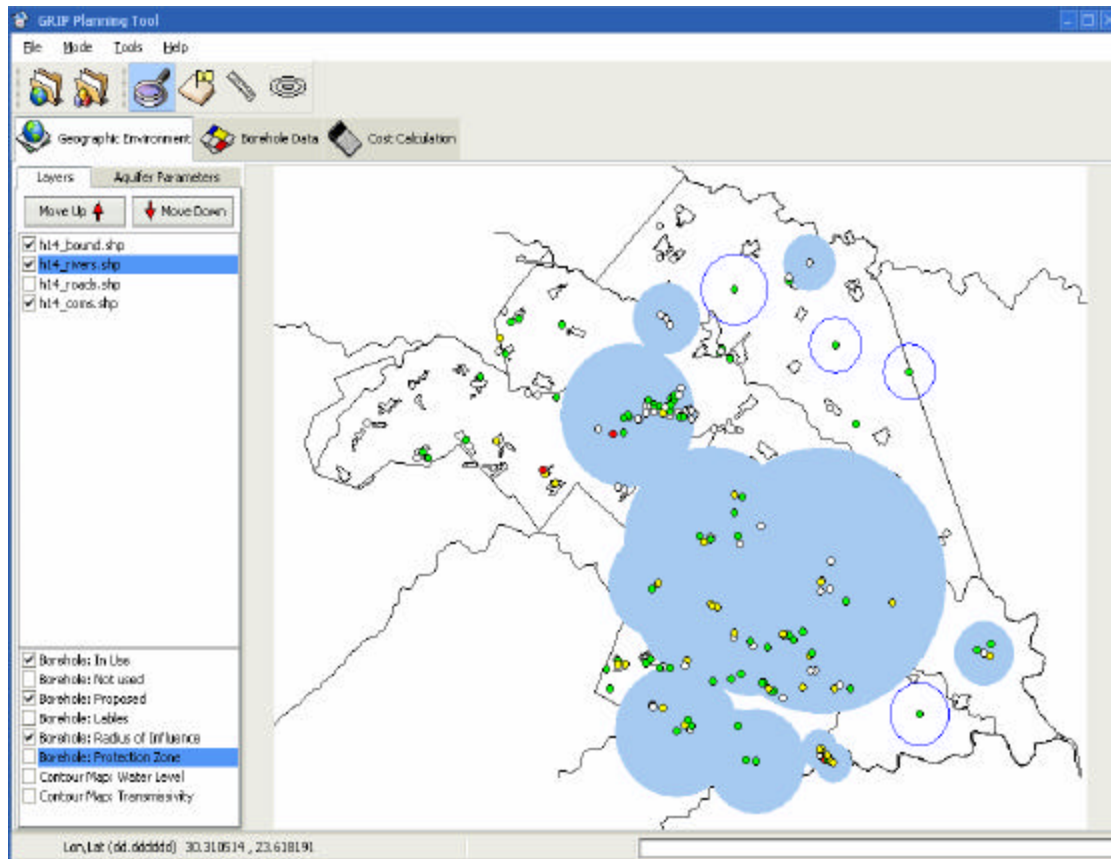 GRIP Planning Tool
File Mode Tools Help
Geographic Environment Borehole Data Cost Calculation
Layers Aquifer Parameters
Move Up Move Down
h14_bound.shp
h14_rivers.shp
h14_roads.shp
h14_coms.shp
Borehole: In Use
Borehole: Not used
Borehole: Proposed
Borehole: Lables
Borehole: Radius of Influence
Borehole: Protection Zone
Contour Map: Water Level
Contour Map: Transmissivity
Lon,Lat (dd.dddddd) 30.310514 , 23.618191